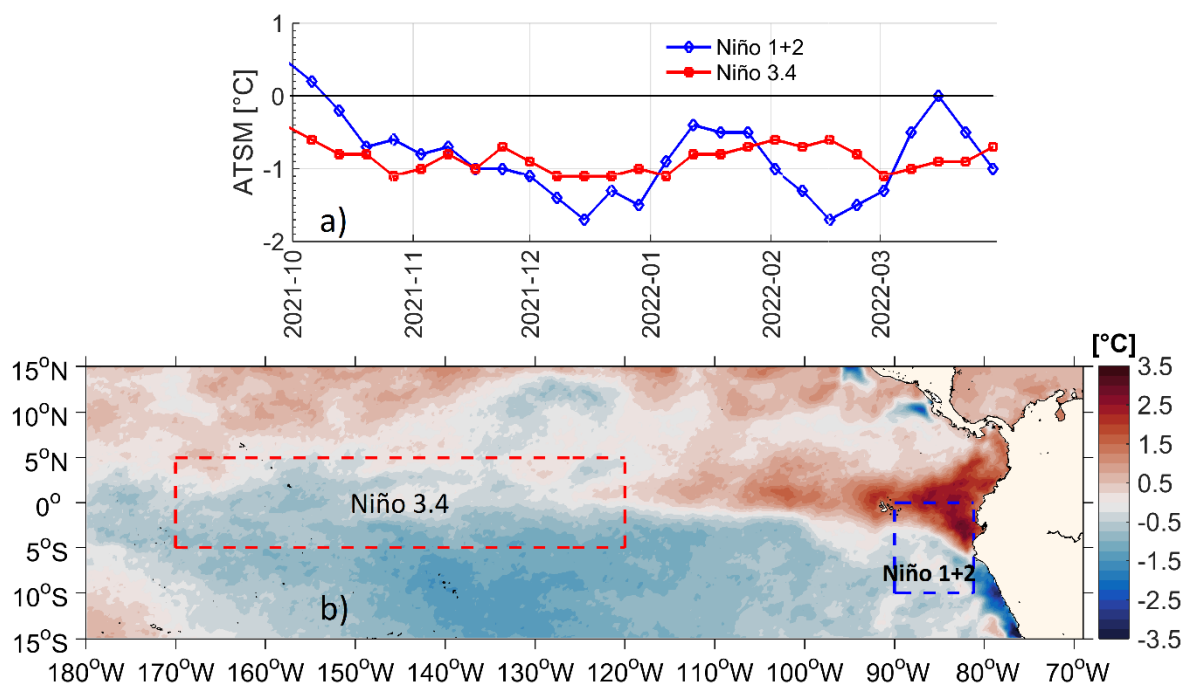 1
0
-1
-2
ATSM [°C]
Niño 1+2
Niño 3.4
a)
2021-10
2021-11
2021-12
2022-01
2022-02
2022-03
[°C]
15°N
10°N
5°N
0°
5°S
10°S
15°S
Niño 3.4
Niño 1+2
b)
3.5
2.5
1.5
0.5
-0.5
-1.5
-2.5
-3.5
180°W 170°W 160°W 150°W 140°W 130°W 120°W 110°W 100°W 90°W 80°W 70°W